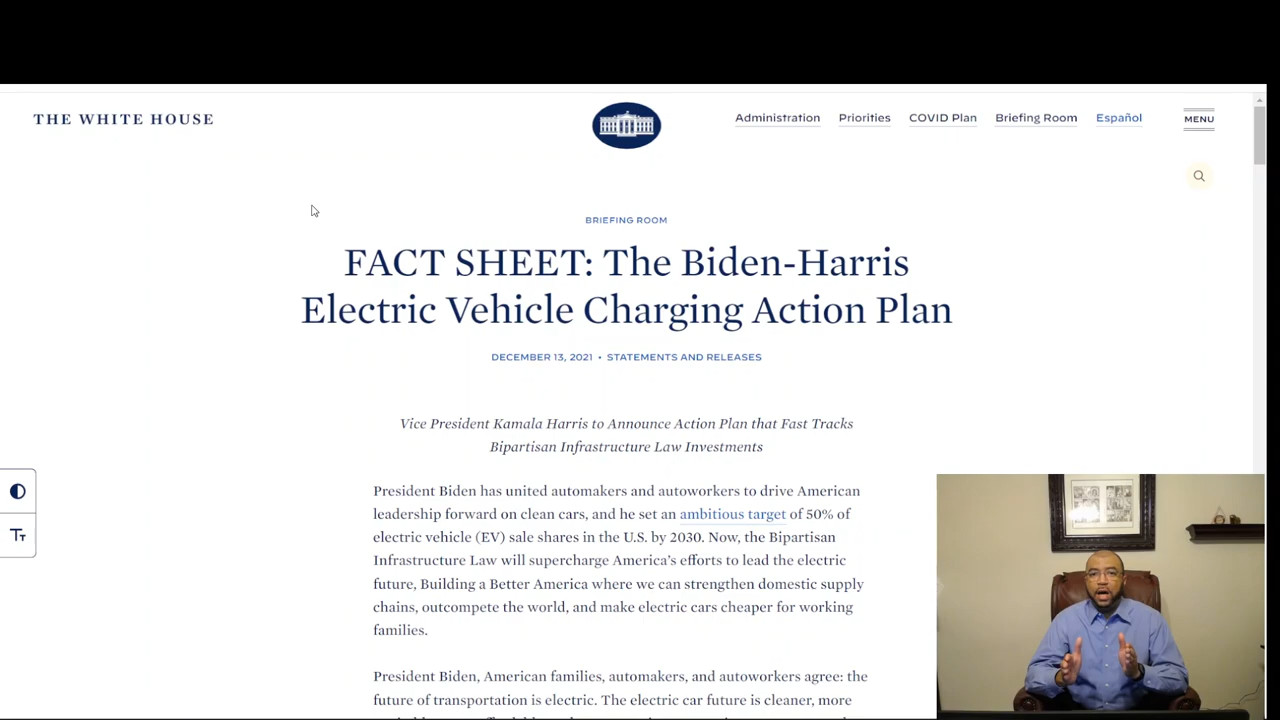 THE WHITE HOUSE
Administration
Priorities
COVID Plan
Briefing Room
Español
MENU
BRIEFING ROOM
FACT SHEET: The Biden-Harris
Electric Vehicle Charging Action Plan
DECEMBER 13, 2021 • STATEMENTS AND RELEASES
Vice President Kamala Harris to Announce Action Plan that Fast Tracks
Bipartisan Infrastructure Law Investments
President Biden has united automakers and autoworkers to drive American
leadership forward on clean cars, and he set an ambitious target of 50% of
electric vehicle (EV) sale shares in the U.S. by 2030. Now, the Bipartisan
Infrastructure Law will supercharge America's efforts to lead the electric
future, Building a Better America where we can strengthen domestic supply
chains, outcompete the world, and make electric cars cheaper for working
families.
President Biden, American families, automakers, and autoworkers agree: the
future of transportation is electric. The electric car future is cleaner, more
Tт